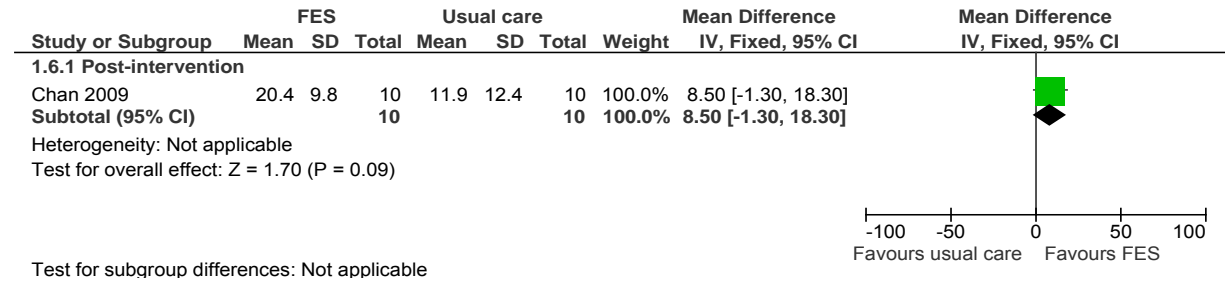 FES Usual care Mean Difference Mean Difference
Study or Subgroup Mean SD Total Mean SD Total Weight IV, Fixed, 95% CI IV, Fixed, 95% CI
1.6.1 Post-intervention
Chan 2009 20.4 9.8 10 11.9 12.4 10 100.0% 8.50 [-1.30, 18.30]
Subtotal (95% CI) 10 10 100.0% 8.50 [-1.30, 18.30]
Heterogeneity: Not applicable
Test for overall effect: Z = 1.70 (P = 0.09)
-100 -50 0 50 100
Favours usual care Favours FES
Test for subgroup differences: Not applicable